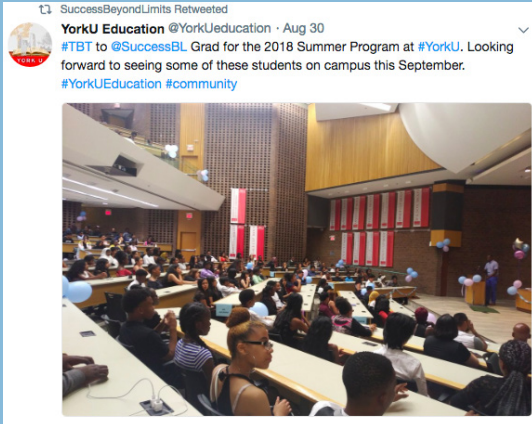 SuccessBeyondLimits Retweeted
YorkU Education @YorkUeducation · Aug 30
#TBT to @SuccessBL Grad for the 2018 Summer Program at #YorkU. Looking
forward to seeing some of these students on campus this September.
#YorkUEducation #community
YORK U